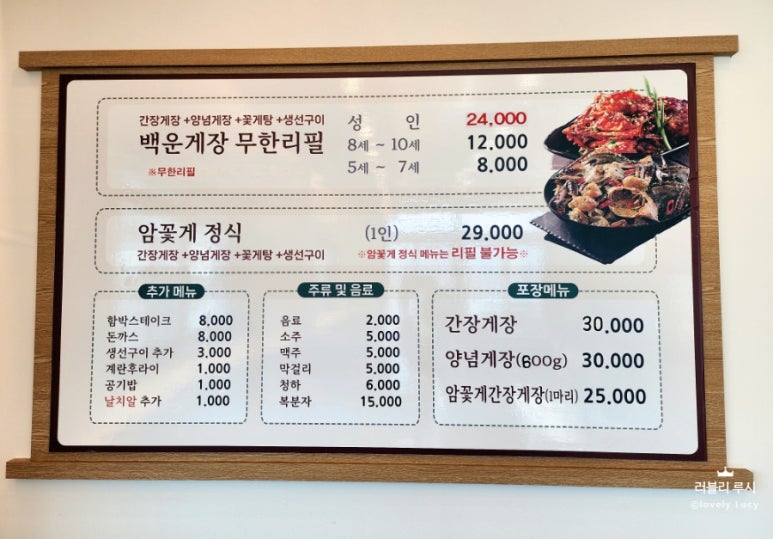 간장게장 +양념게장 +꽃게탕 +생선구이
백운게장 무한리필
※무한리필
성 인 24,000
8세 ~ 10세 12,000
5세 ~ 7세 8,000
암꽃게 정식 (1인) 29,000
간장게장 +양념게장 +꽃게탕 +생선구이 ※암꽃게 정식 메뉴는 리필 불가능※
추가 메뉴
함박스테이크 8,000
돈까스 8,000
생선구이 추가 3,000
계란후라이 1,000
공기밥 1,000
날치알 추가 1,000
주류 및 음료
음료 2,000
소주 5,000
맥주 5,000
막걸리 5,000
청하 6,000
복분자 15,000
포장메뉴
간장게장 30,000
양념게장(600g) 30,000
암꽃게간장게장(1마리) 25,000
러블리 루시
©lovely Lucy